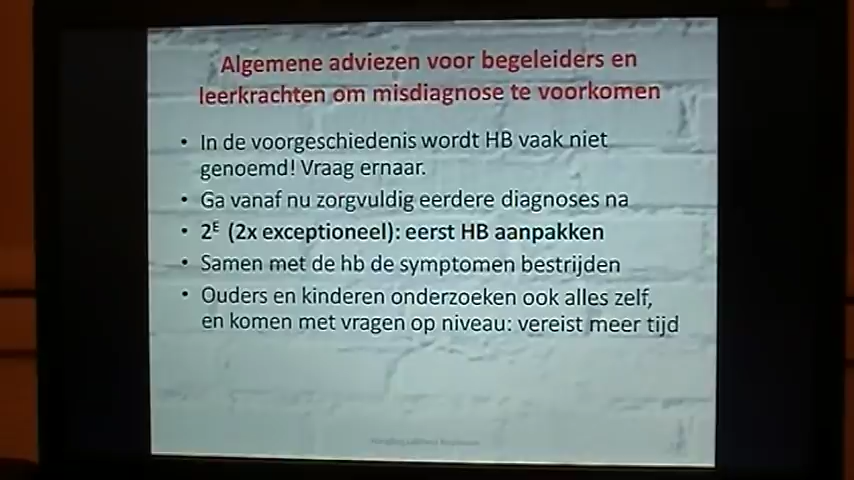 Algemene adviezen voor begeleiders en
leerkrachten om misdiagnose te voorkomen
• In de voorgeschiedenis wordt HB vaak niet
genoemd! Vraag ernaar.
• Ga vanaf nu zorgvuldig eerdere diagnoses na
• 2ᴱ (2x exceptioneel): eerst HB aanpakken
• Samen met de hb de symptomen bestrijden
• Ouders en kinderen onderzoeken ook alles zelf,
en komen met vragen op niveau: vereist meer tijd